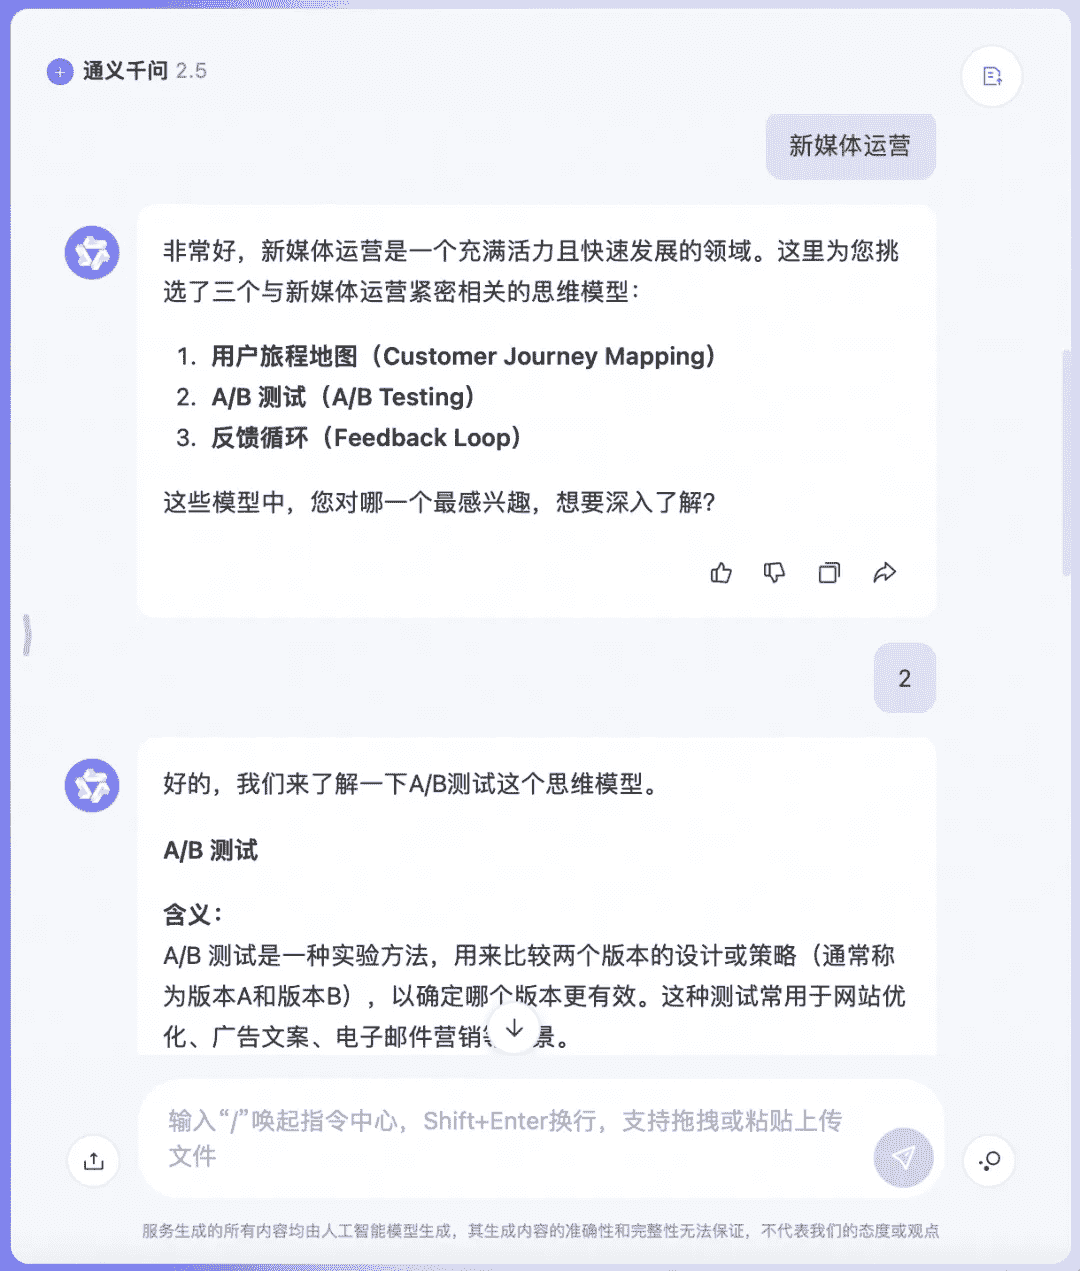 通义千问 2.5
新媒体运营
非常好，新媒体运营是一个充满活力且快速发展的领域。这里为您挑
选了三个与新媒体运营紧密相关的思维模型：
1. 用户旅程地图（Customer Journey Mapping）
2. A/B 测试（A/B Testing）
3. 反馈循环（Feedback Loop）
这些模型中，您对哪一个最感兴趣，想要深入了解？
2
好的，我们来了解一下A/B测试这个思维模型。
A/B 测试
含义：
A/B 测试是一种实验方法，用来比较两个版本的设计或策略（通常称
为版本A和版本B），以确定哪个版本更有效。这种测试常用于网站优
化、广告文案、电子邮件营销 景。
输入“/”唤起指令中心，Shift+Enter换行，支持拖拽或粘贴上传
文件
服务生成的所有内容均由人工智能模型生成，其生成内容的准确性和完整性无法保证，不代表我们的态度或观点